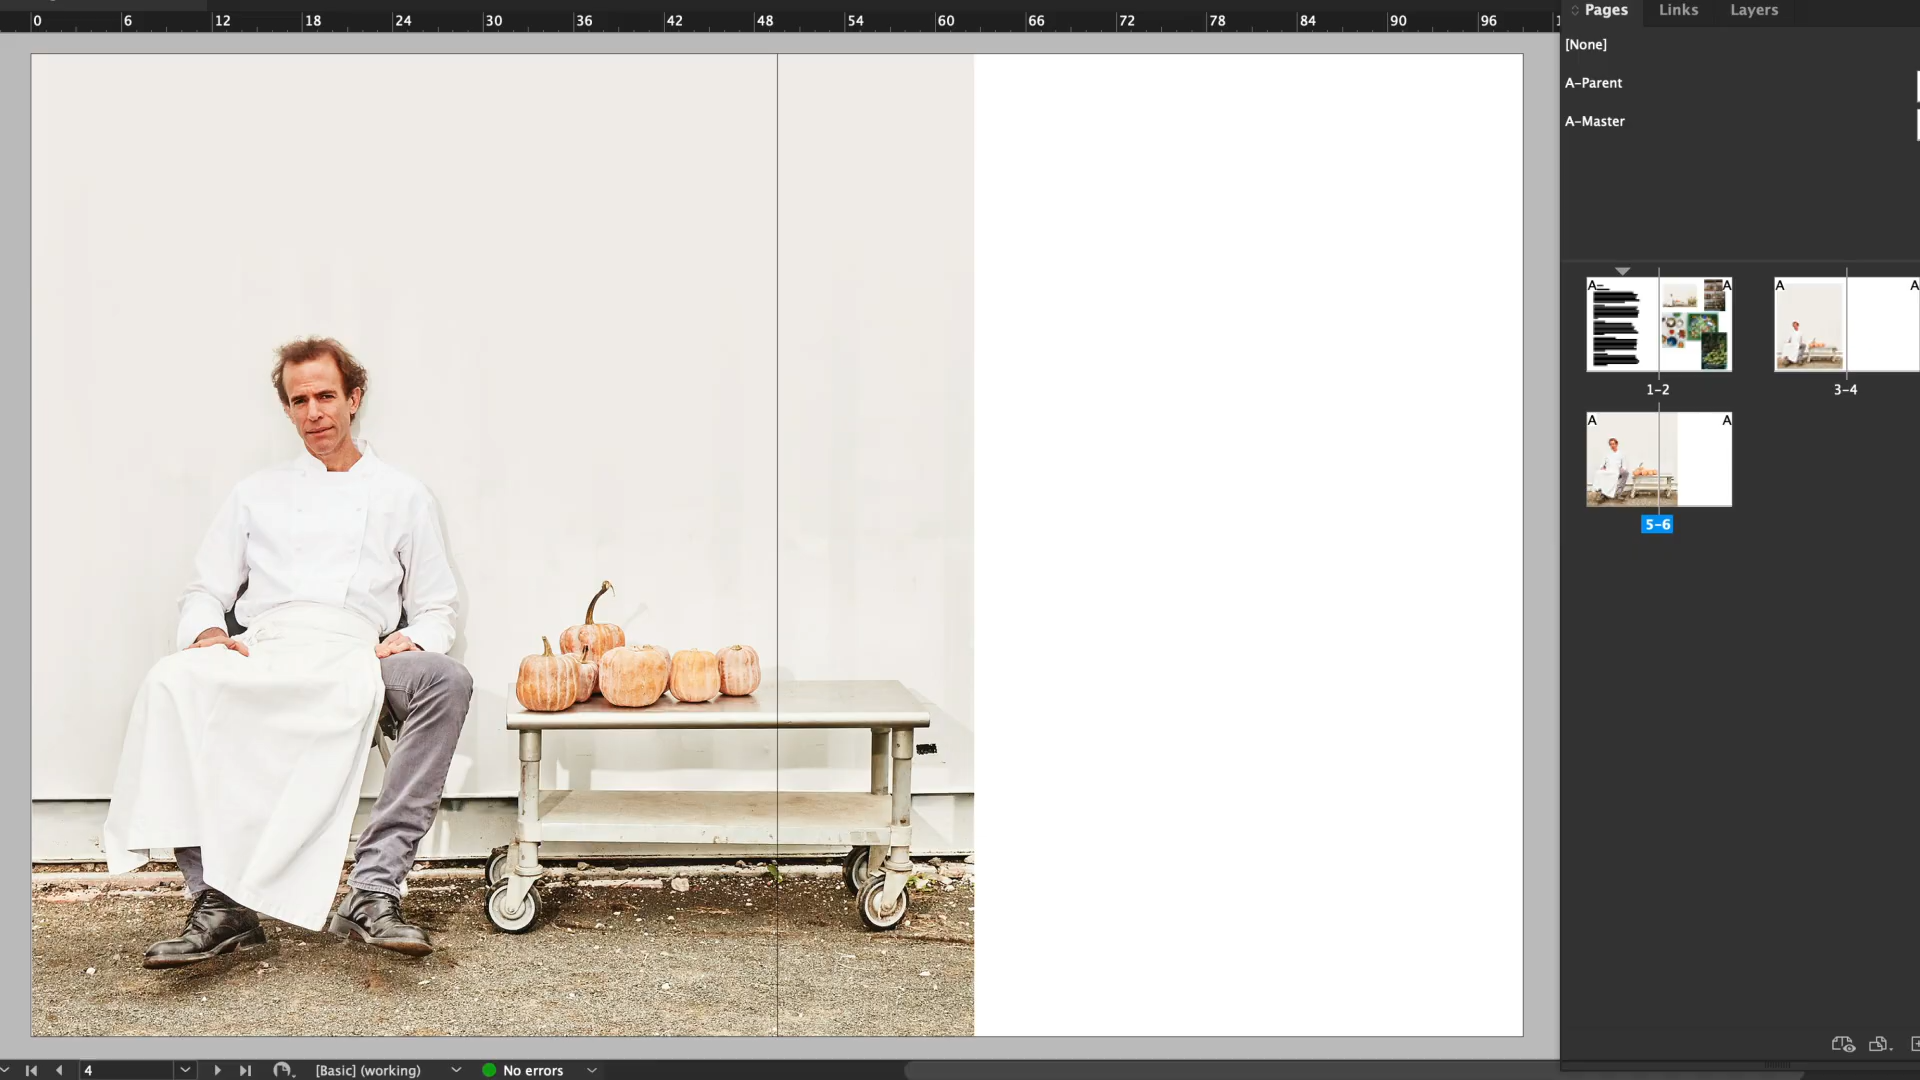 0 6 12 18 24 30 36 42 48 54 60 66 72 78 84 90 96 1
Pages Links Layers
[None]
A-Parent
A-Master
A- A A A
1-2 3-4
A A
5-6
4 [Basic] (working) No errors